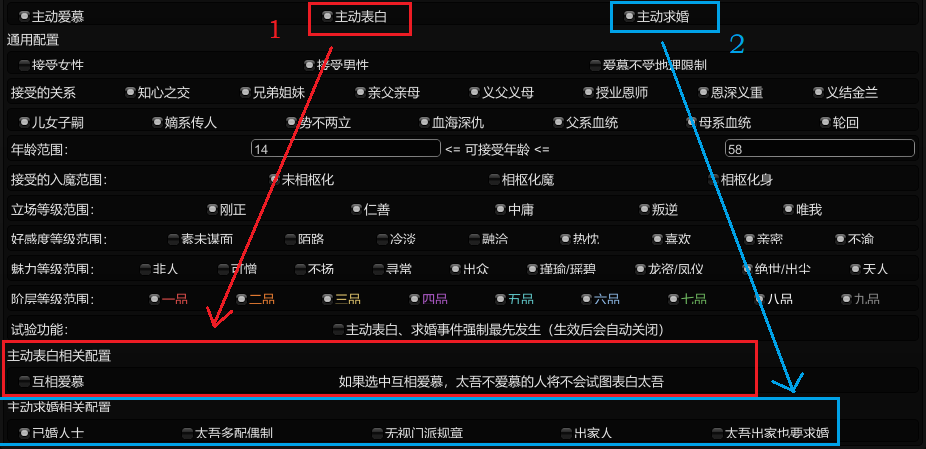 主动爱慕 主动表白 主动求婚
1
2
通用配置
接受女性 接受男性 爱慕不受地理限制
接受的关系 知心之交 兄弟姐妹 亲父亲母 义父义母 授业恩师 恩深义重 义结金兰
儿女子嗣 嫡系传人 势不两立 血海深仇 父系血统 母系血统 轮回
年龄范围: 14 <= 可接受年龄 <= 58
接受的入魔范围: 未相枢化 相枢化魔 相枢化身
立场等级范围: 刚正 仁善 中庸 叛逆 唯我
好感度等级范围: 素未谋面 陌路 冷淡 融洽 热忱 喜欢 亲密 不渝
魅力等级范围: 非人 可憎 不扬 寻常 出众 瑾瑜/瑶碧 龙资/凤仪 绝世/出尘 天人
阶层等级范围: 一品 二品 三品 四品 五品 六品 七品 八品 九品
试验功能: 主动表白、求婚事件强制最先发生（生效后会自动关闭）
主动表白相关配置
互相爱慕 如果选中互相爱慕，太吾不爱慕的人将不会试图表白太吾
主动求婚相关配置
已婚人士 太吾多配偶制 无视门派规章 出家人 太吾出家也要求婚